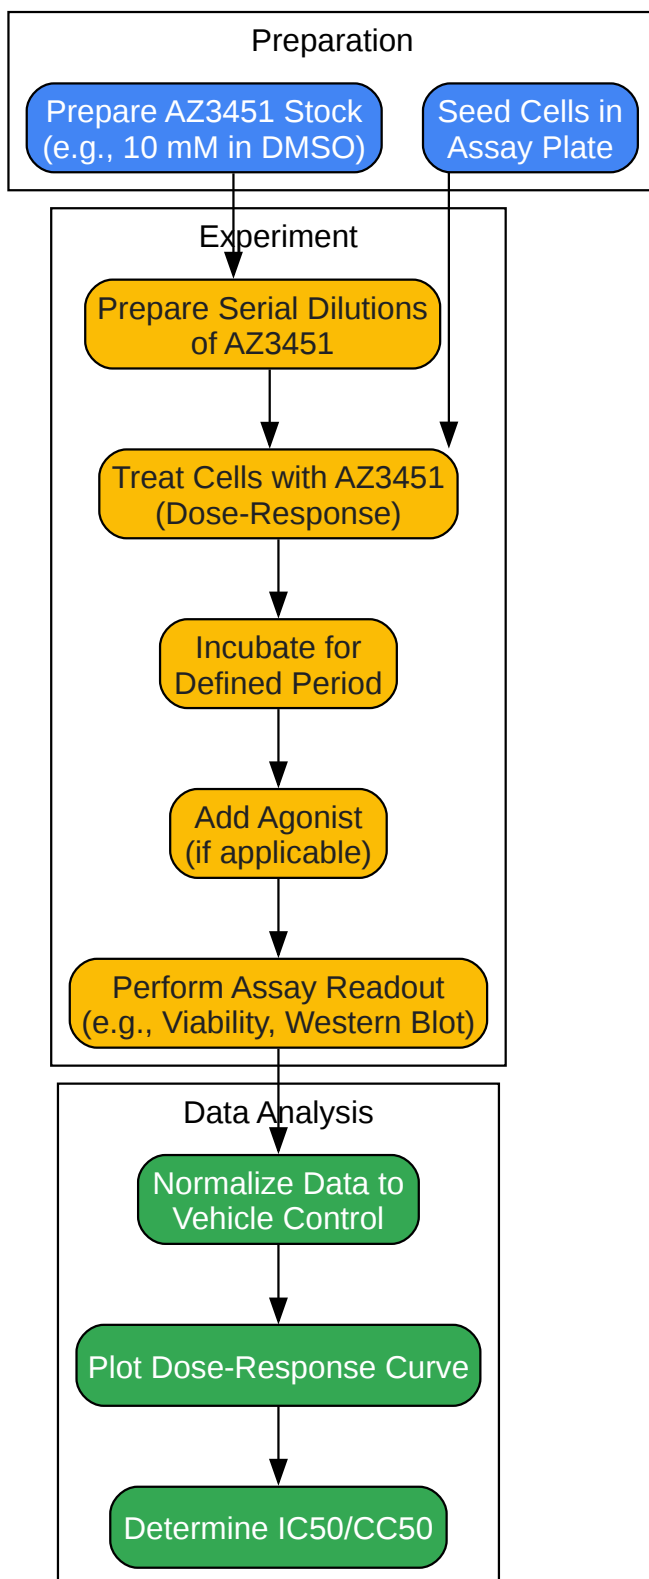 Preparation
Prepare AZ3451 Stock
(e.g., 10 mM in DMSO)
Seed Cells in
Assay Plate
Experiment
Prepare Serial Dilutions
of AZ3451
Treat Cells with AZ3451
(Dose-Response)
Incubate for
Defined Period
Add Agonist
(if applicable)
Perform Assay Readout
(e.g., Viability, Western Blot)
Data Analysis
Normalize Data to
Vehicle Control
Plot Dose-Response Curve
Determine IC50/CC50